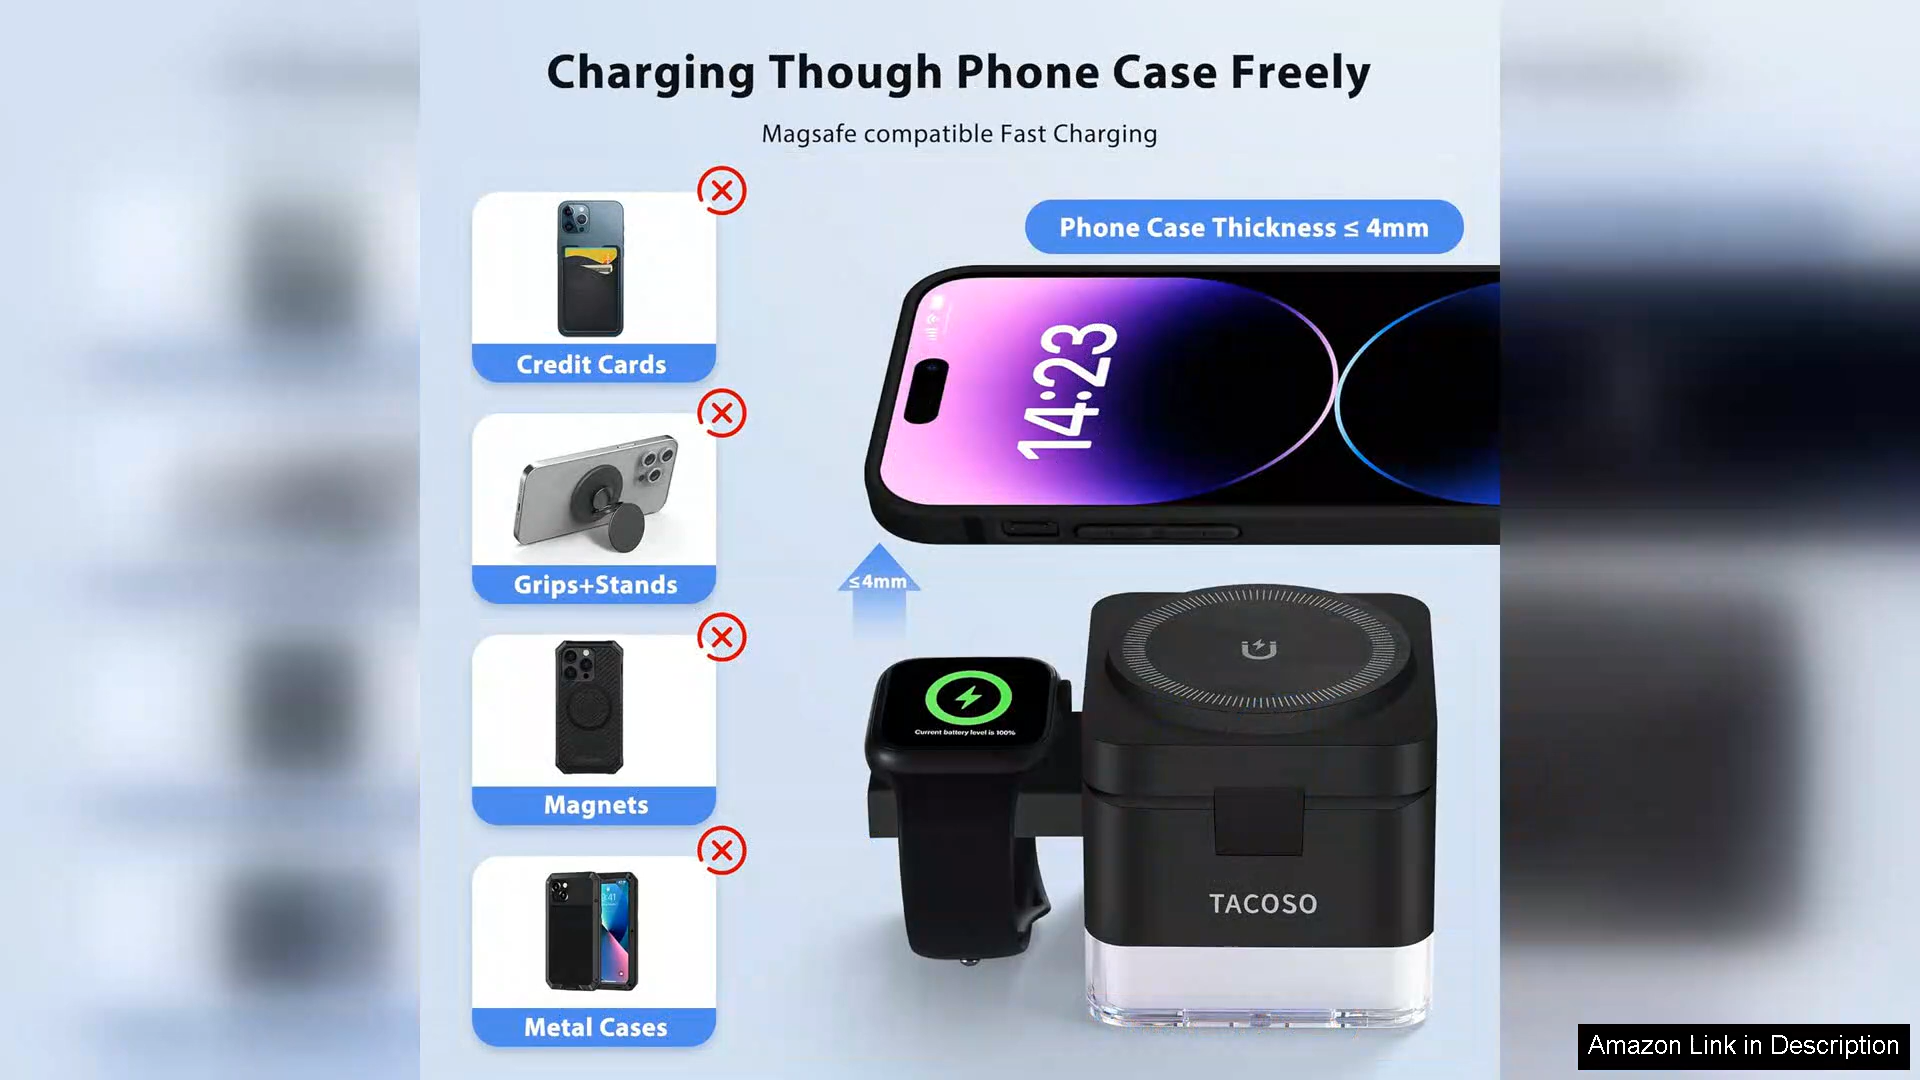 Charging Though Phone Case Freely
Magsafe compatible Fast Charging
Phone Case Thickness ≤ 4mm
Credit Cards
Grips+Stands
Magnets
Metal Cases
14:23
≤4mm
Current battery level is 100%
TACOSO
Amazon Link in Description